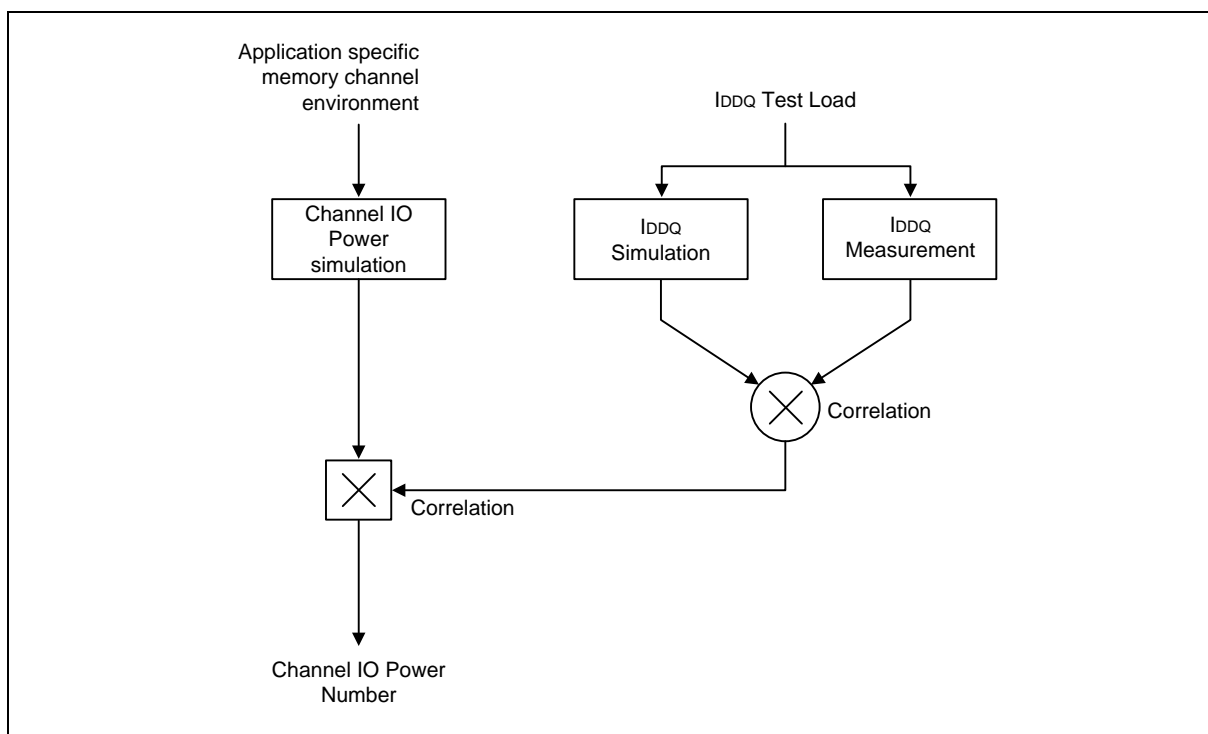 Application specific
memory channel
environment
IDDQ Test Load
Channel IO
Power
simulation
IDDQ
Simulation
IDDQ
Measurement
Correlation
Correlation
Channel IO Power
Number